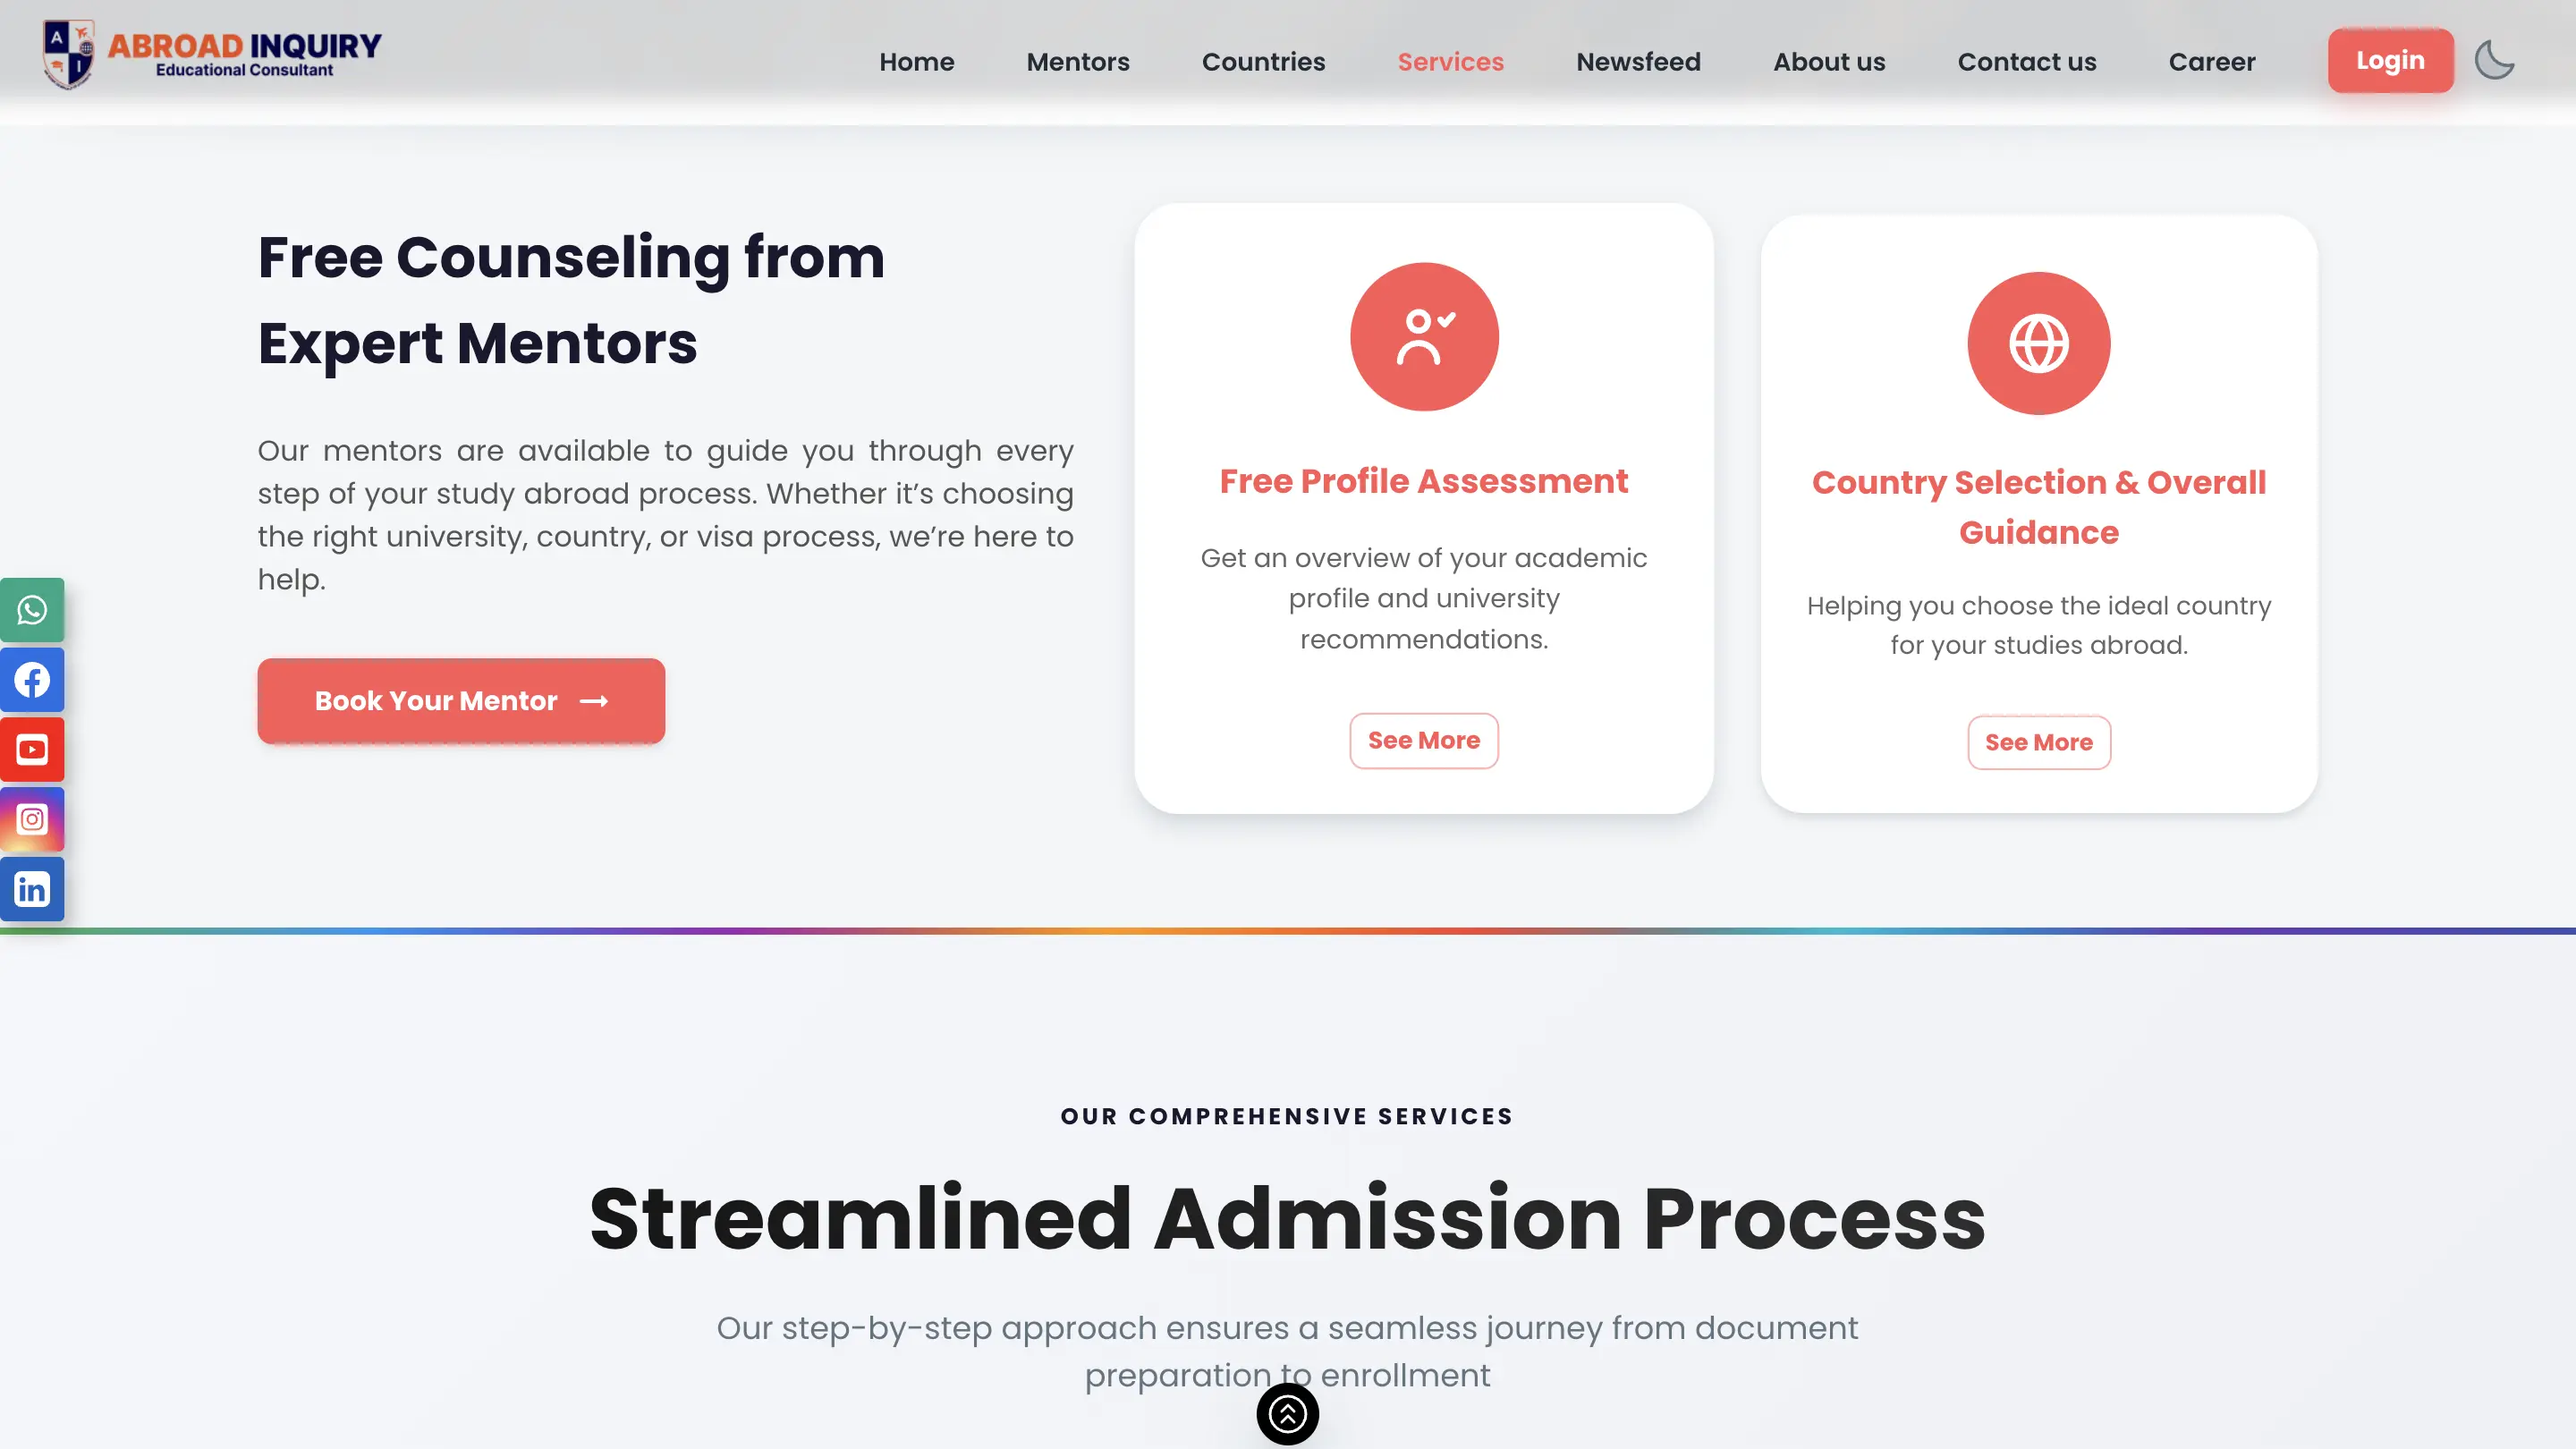 A
I
ABROAD INQUIRY
Educational Consultant
Home
Mentors
Countries
Services
Newsfeed
About us
Contact us
Career
Login
Free Counseling from
Expert Mentors
Our mentors are available to guide you through every
step of your study abroad process. Whether it’s choosing
the right university, country, or visa process, we’re here to
help.
Book Your Mentor
Free Profile Assessment
Get an overview of your academic
profile and university
recommendations.
See More
Country Selection & Overall
Guidance
Helping you choose the ideal country
for your studies abroad.
See More
in
OUR COMPREHENSIVE SERVICES
Streamlined Admission Process
Our step-by-step approach ensures a seamless journey from document
preparation to enrollment